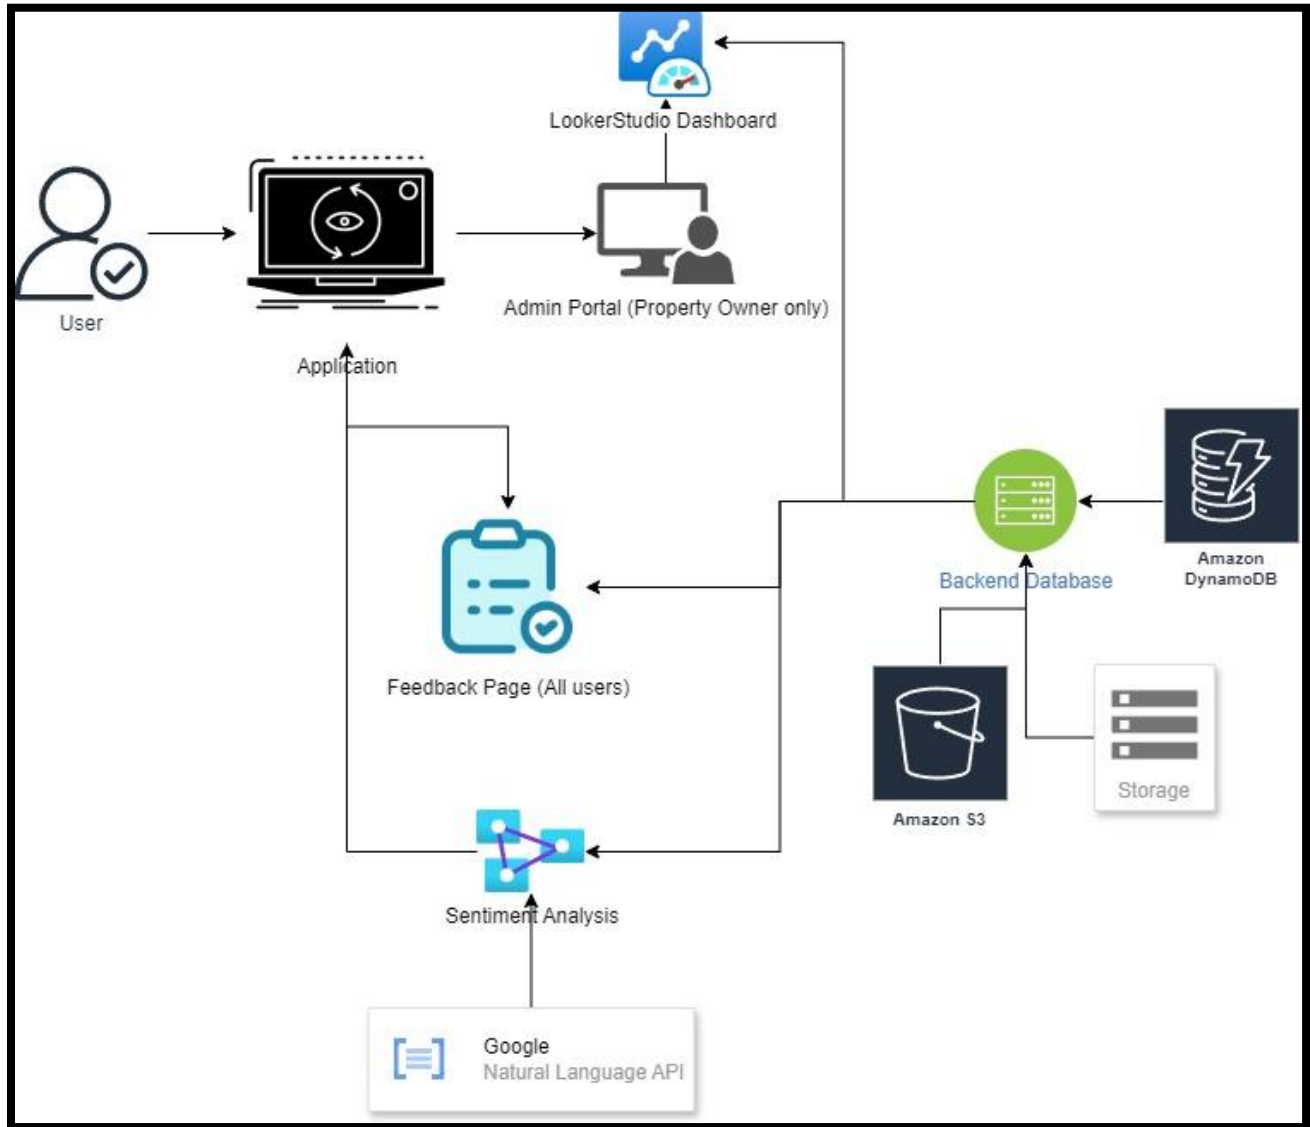 LookerStudio Dashboard
User
Admin Portal (Property Owner only)
Application
Backend Database
Amazon
DynamoDB
Feedback Page (All users)
Storage
Amazon S3
Sentiment Analysis
Google
Natural Language API